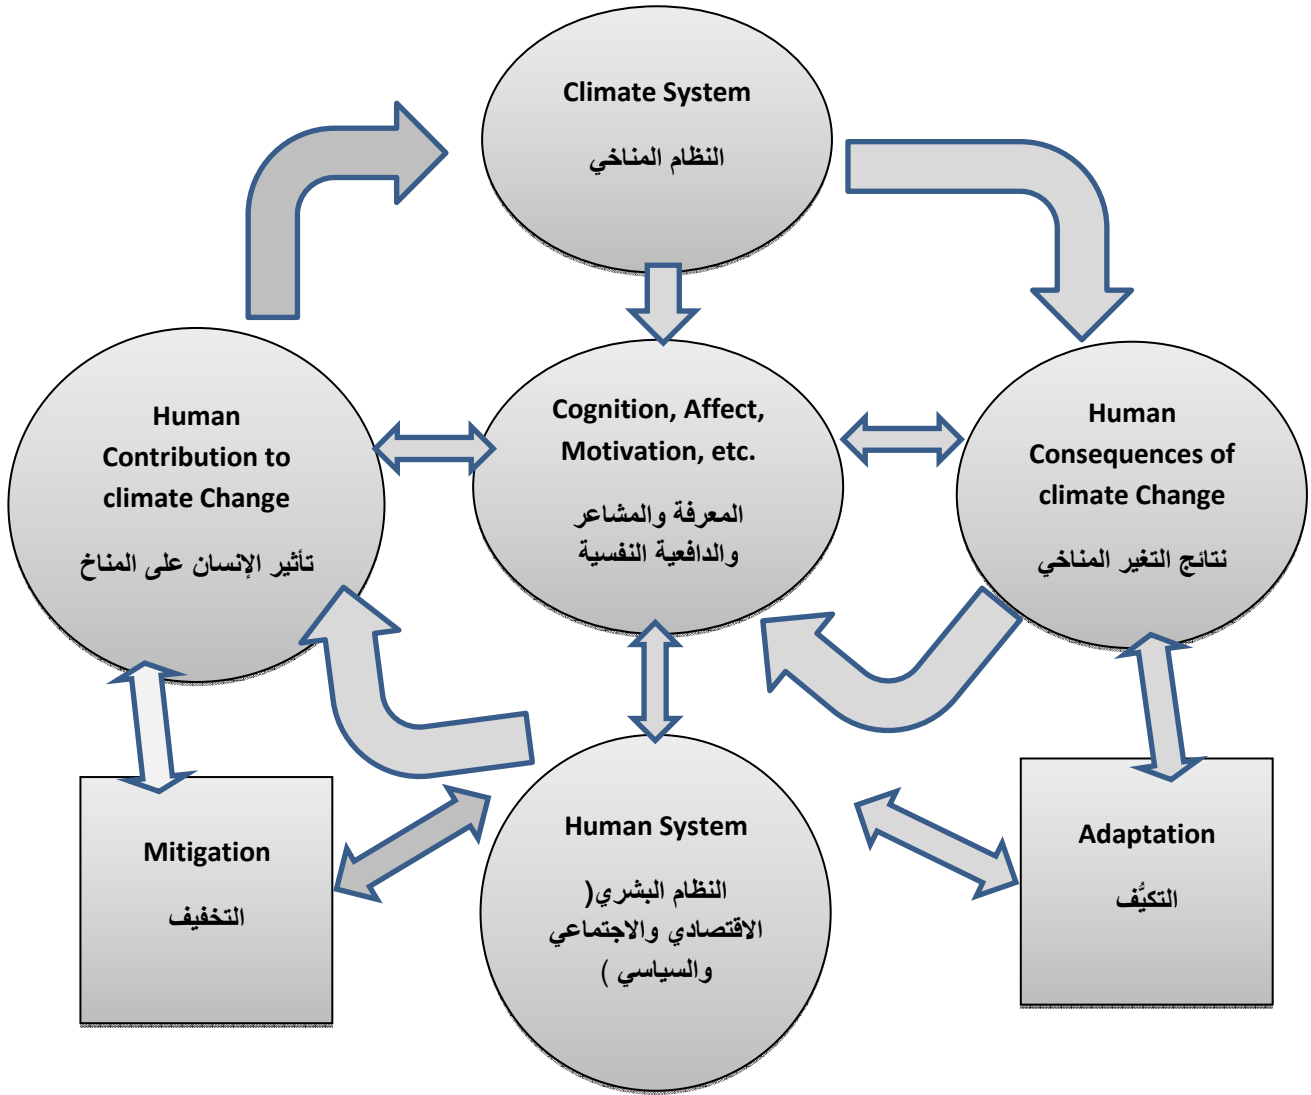 Climate System
النظام المناخي
Human
Contribution to
climate Change
تأثير الإنسان على المناخ
Cognition, Affect,
Motivation, etc.
المعرفة والمشاعر
والدافعية النفسية
Human
Consequences of
climate Change
نتائج التغير المناخي
Mitigation
التخفيف
Human System
النظام البشري(
الاقتصادي والاجتماعي
والسياسي )
Adaptation
التكيُّف